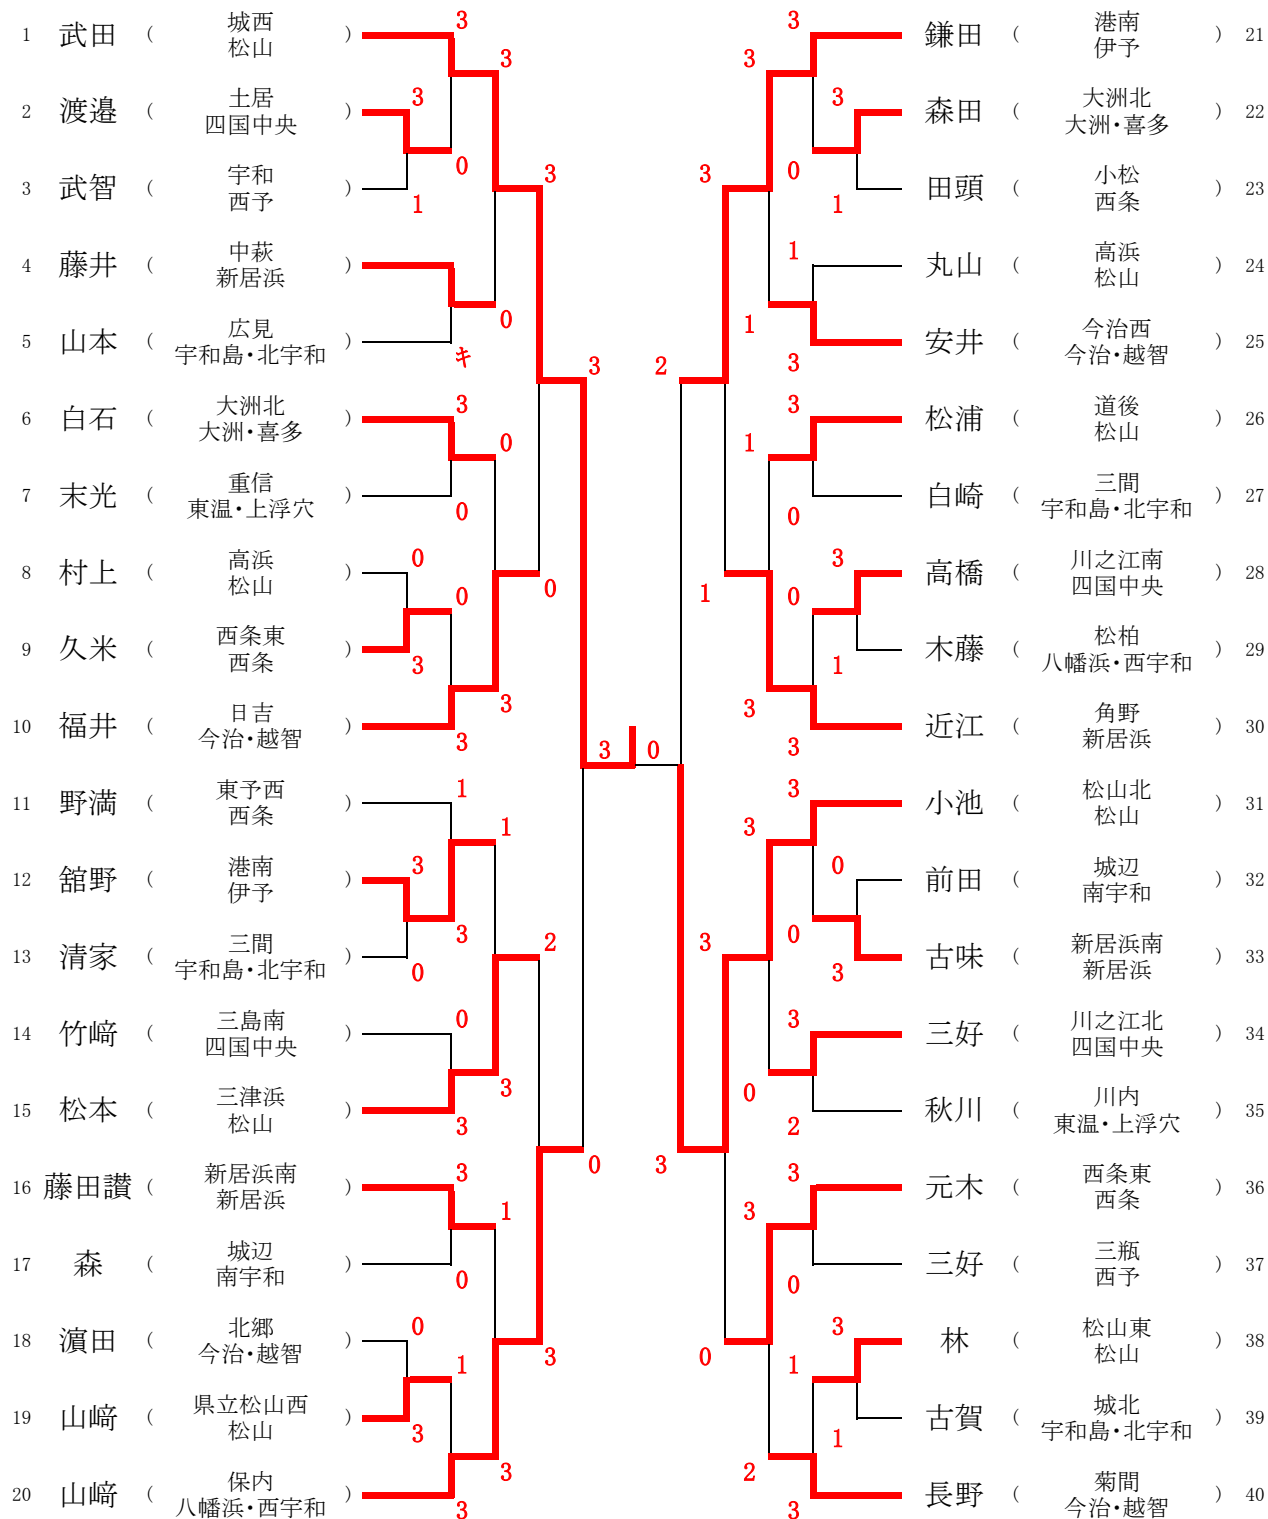 1 武田 ( 城西 松山 )
2 渡邉 ( 土居 四国中央 )
3 武智 ( 宇和 西予 )
4 藤井 ( 中萩 新居浜 )
5 山本 ( 広見 宇和島・北宇和 )
6 白石 ( 大洲北 大洲・喜多 )
7 末光 ( 重信 東温・上浮穴 )
8 村上 ( 高浜 松山 )
9 久米 ( 西条東 西条 )
10 福井 ( 日吉 今治・越智 )
11 野満 ( 東予西 西条 )
12 舘野 ( 港南 伊予 )
13 清家 ( 三間 宇和島・北宇和 )
14 竹﨑 ( 三島南 四国中央 )
15 松本 ( 三津浜 松山 )
16 藤田讃 ( 新居浜南 新居浜 )
17 森 ( 城辺 南宇和 )
18 濵田 ( 北郷 今治・越智 )
19 山﨑 ( 県立松山西 松山 )
20 山﨑 ( 保内 八幡浜・西宇和 )
3
3
3
0
1
3
0
キ
3
3
0
0
0
0
3
0
3
3
1
1
3
3
0
2
0
3
3
0
3
1
0
0
1
3
3
3
3
0
3
3
3
3
0
1
3
1
1
3
2
3
1
0
3
0
1
1
3
3
3
3
0
0
3
3
3
0
2
3
3
3
0
3
1
0
1
2
3
鎌田 ( 港南 伊予 ) 21
森田 ( 大洲北 大洲・喜多 ) 22
田頭 ( 小松 西条 ) 23
丸山 ( 高浜 松山 ) 24
安井 ( 今治西 今治・越智 ) 25
松浦 ( 道後 松山 ) 26
白崎 ( 三間 宇和島・北宇和 ) 27
高橋 ( 川之江南 四国中央 ) 28
木藤 ( 松柏 八幡浜・西宇和 ) 29
近江 ( 角野 新居浜 ) 30
小池 ( 松山北 松山 ) 31
前田 ( 城辺 南宇和 ) 32
古味 ( 新居浜南 新居浜 ) 33
三好 ( 川之江北 四国中央 ) 34
秋川 ( 川内 東温・上浮穴 ) 35
元木 ( 西条東 西条 ) 36
三好 ( 三瓶 西予 ) 37
林 ( 松山東 松山 ) 38
古賀 ( 城北 宇和島・北宇和 ) 39
長野 ( 菊間 今治・越智 ) 40